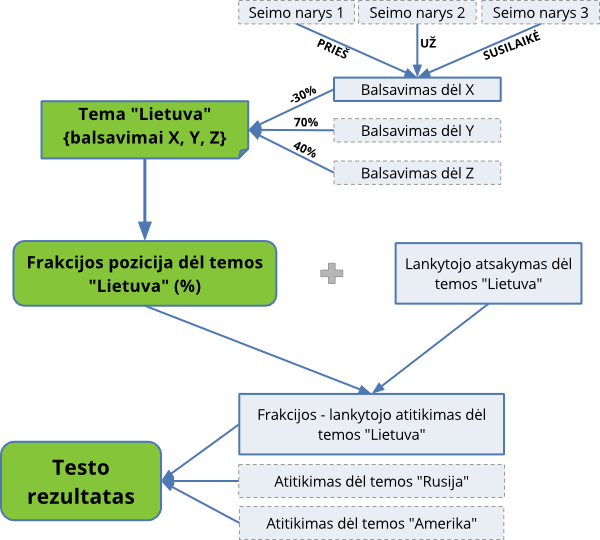 Seimo narys 1
Seimo narys 2
Seimo narys 3
PRIEŠ
UŽ
SUSILAIKĖ
Balsavimas dėl X
-30%
Tema "Lietuva"
{balsavimai X, Y, Z}
70%
Balsavimas dėl Y
40%
Balsavimas dėl Z
Frakcijos pozicija dėl temos
"Lietuva" (%)
Lankytojo atsakymas dėl
temos "Lietuva"
Frakcijos - lankytojo atitikimas dėl
temos "Lietuva"
Testo
rezultatas
Atitikimas dėl temos "Rusija"
Atitikimas dėl temos "Amerika"